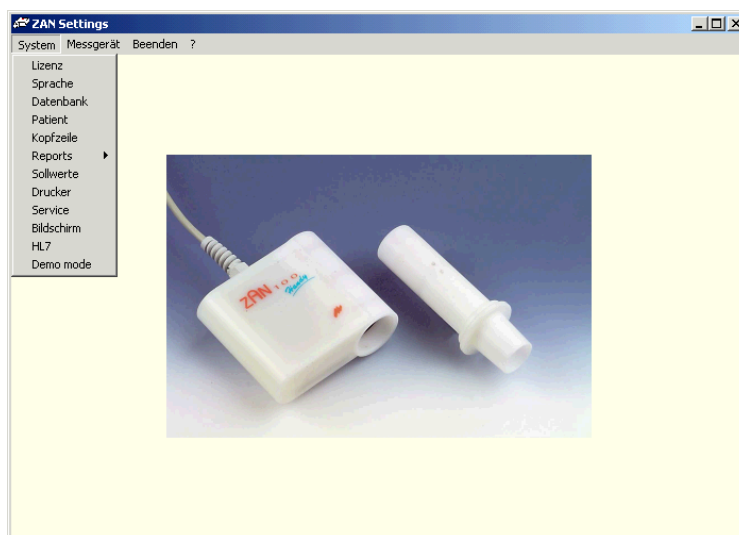 ZAN Settings
System Messgerät Beenden ?
Lizenz
Sprache
Datenbank
Patient
Kopfzeile
Reports
Sollwerte
Drucker
Service
Bildschirm
HL7
Demo mode
ZAN 100
Handy